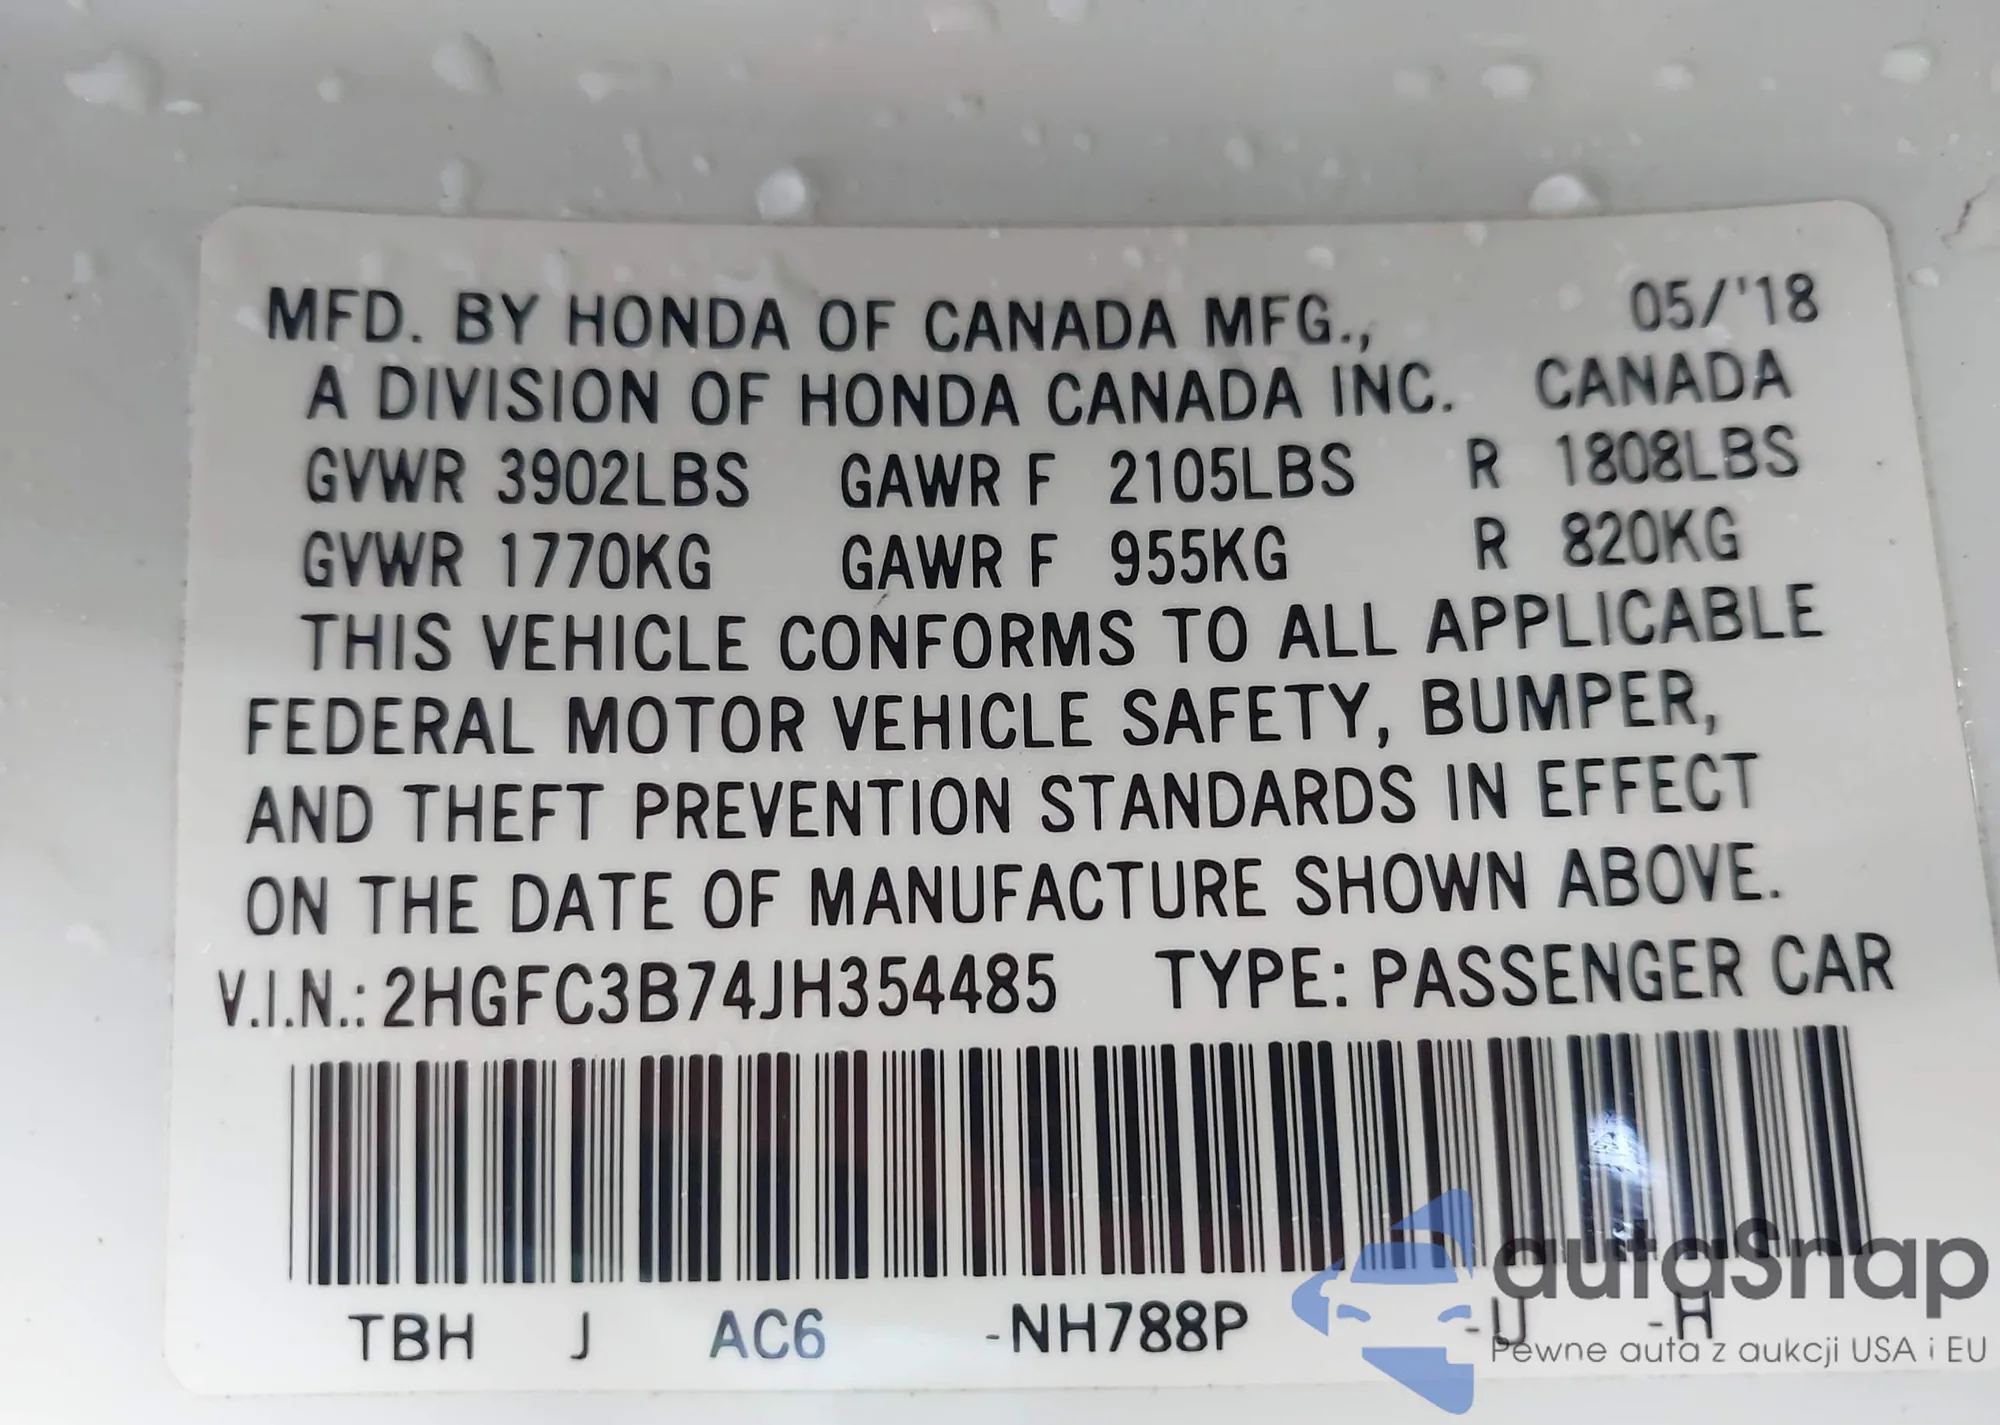 MFD. BY HONDA OF CANADA MFG., 05/'18
A DIVISION OF HONDA CANADA INC. CANADA
GVWR 3902LBS GAWR F 2105LBS R 1808LBS
GVWR 1770KG GAWR F 955KG R 820KG
THIS VEHICLE CONFORMS TO ALL APPLICABLE
FEDERAL MOTOR VEHICLE SAFETY, BUMPER,
AND THEFT PREVENTION STANDARDS IN EFFECT
ON THE DATE OF MANUFACTURE SHOWN ABOVE.
V.I.N.: 2HGFC3B74JH354485 TYPE: PASSENGER CAR
autaSnap
TBH J AC6 -NH788P -H
Pewne auta z aukcji USA i EU